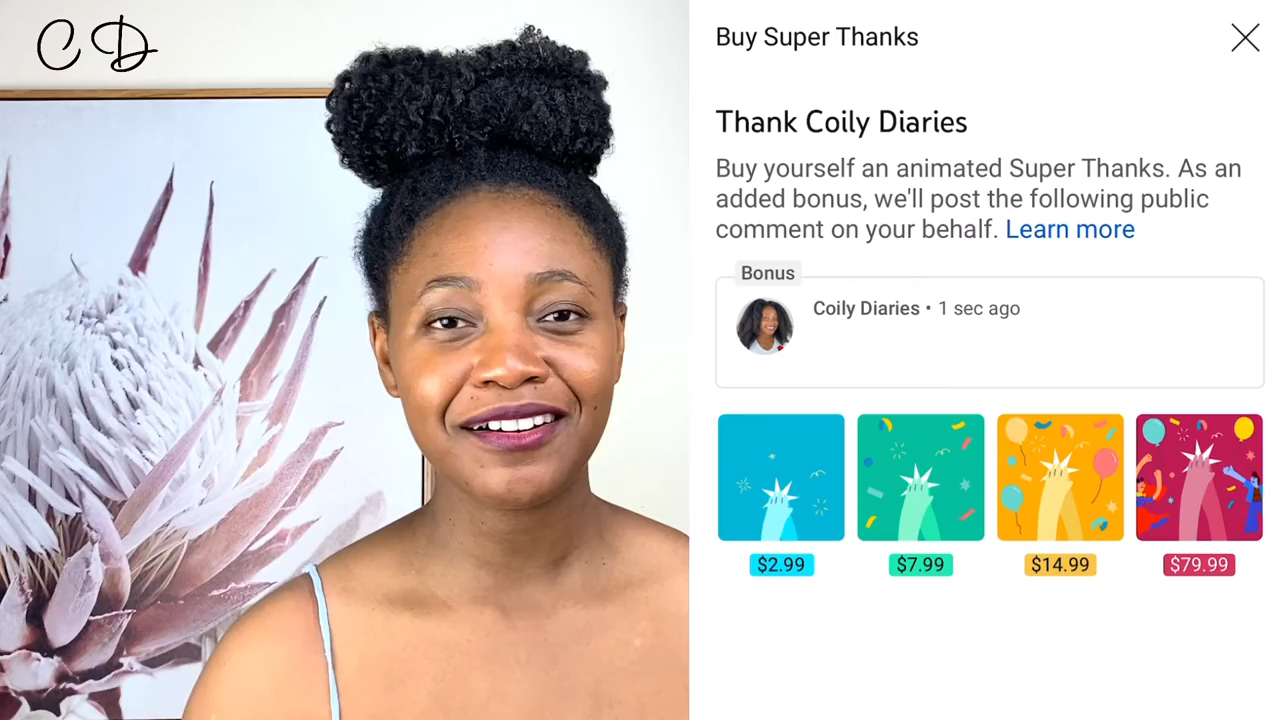 CD
Buy Super Thanks
Thank Coily Diaries
Buy yourself an animated Super Thanks. As an
added bonus, we'll post the following public
comment on your behalf. Learn more
Bonus
Coily Diaries • 1 sec ago
$2.99
$7.99
$14.99
$79.99